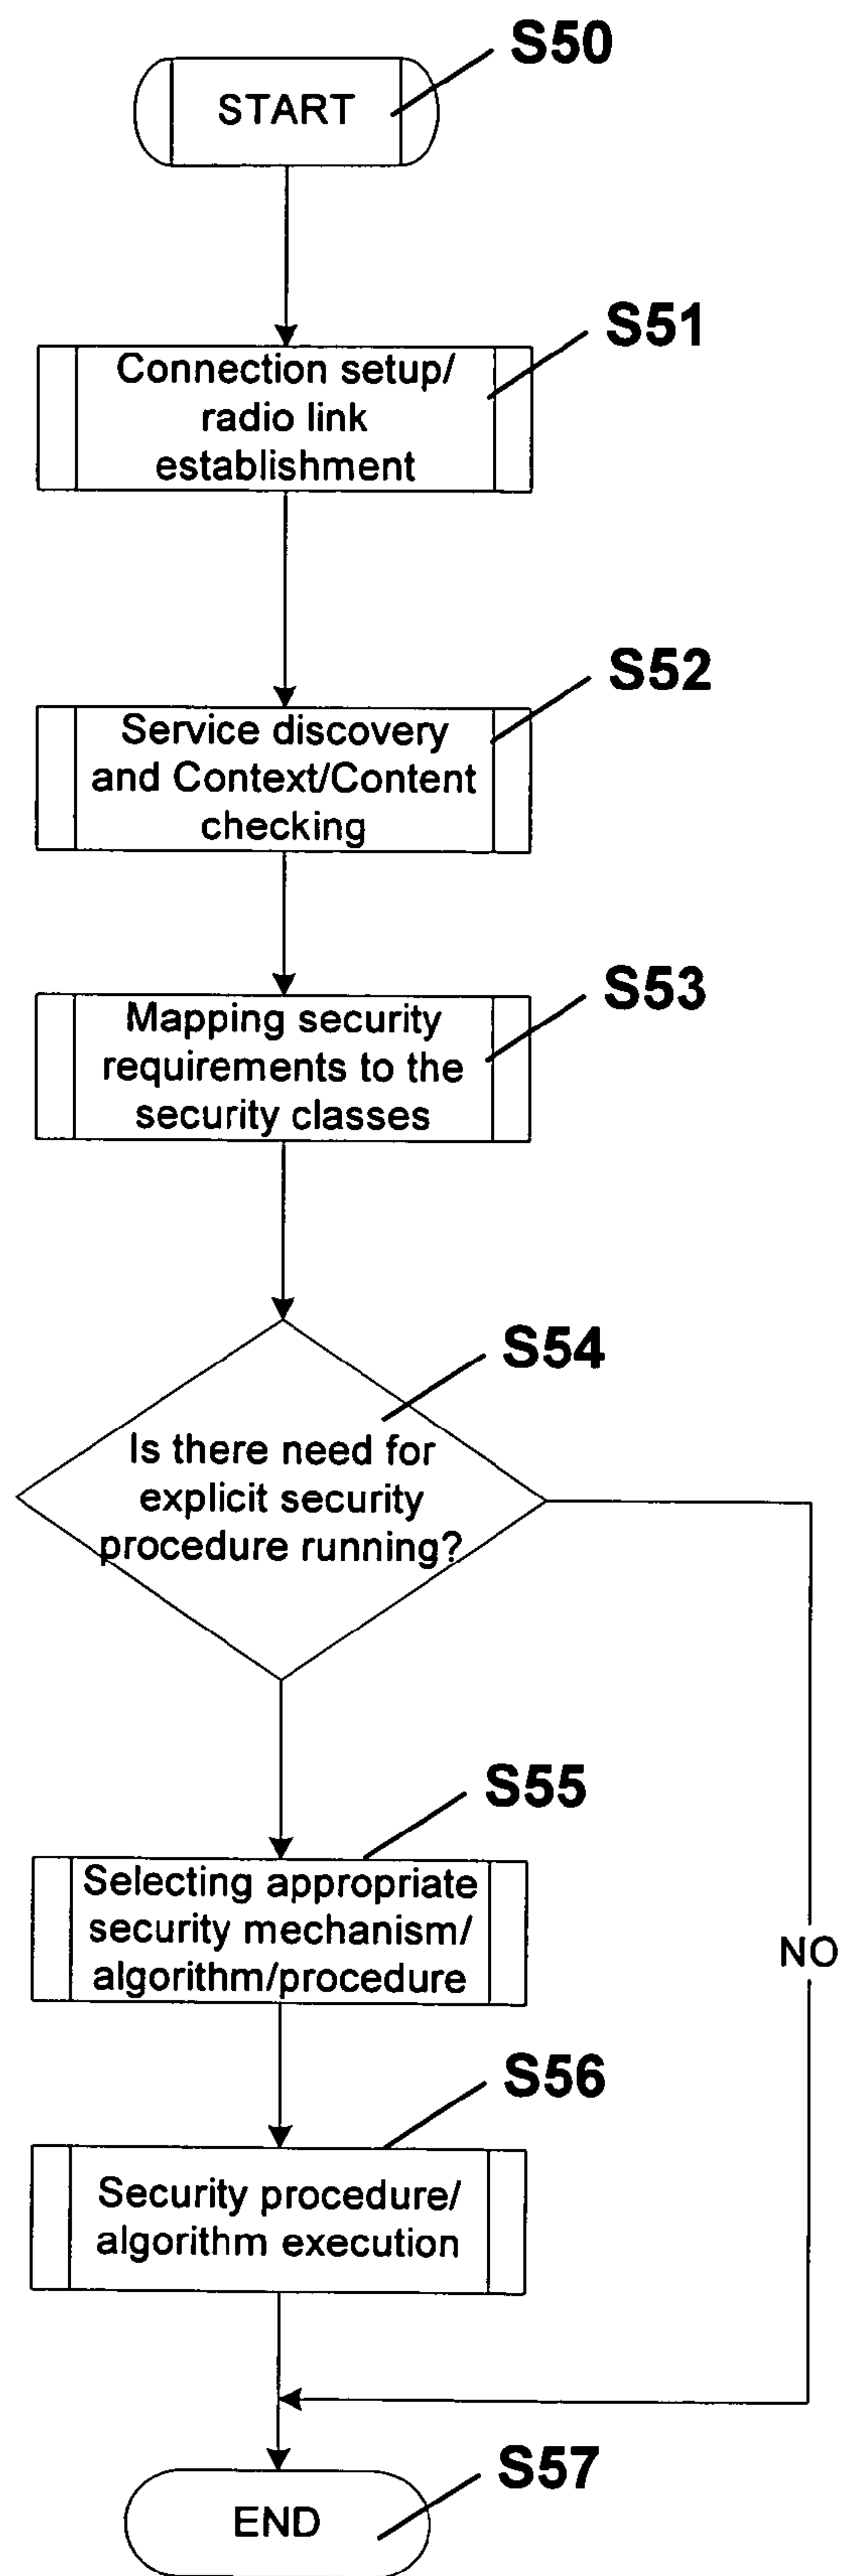 S50
START
S51
Connection setup/
radio link
establishment
S52
Service discovery
and Context/Content
checking
S53
Mapping security
requirements to the
security classes
S54
Is there need for
explicit security
procedure running?
S55
Selecting appropriate
security mechanism/
algorithm/procedure
NO
S56
Security procedure/
algorithm execution
S57
END